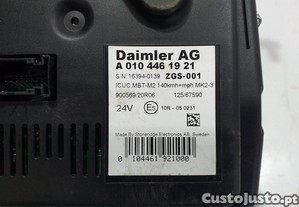 Daimler AG
A 010 446 19 21
S/N: 16394-0139 ZGS-001
ICUC MBT-M2 140kmh+mph MK2-3
900569/20R06 125/67590
24V E5 10R - 05 0231
Made By Stoneridge Electronics AB, Sweden
0 104461 921000
CustoJusto.pt